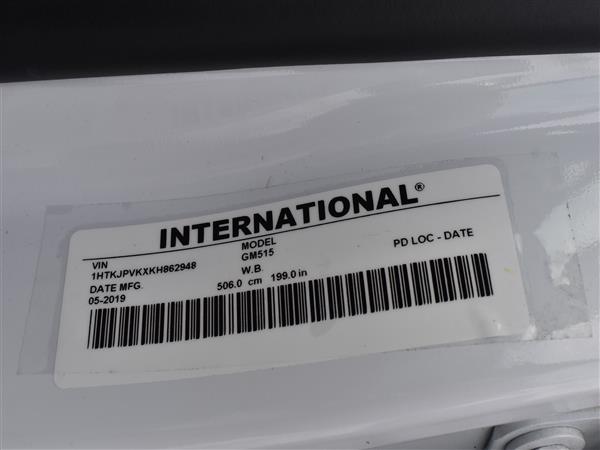 INTERNATIONAL®
VIN MODEL PD LOC - DATE
1HTKJPVKXKH862948 GM515
DATE MFG. W.B.
05-2019 506.0 cm 199.0 in